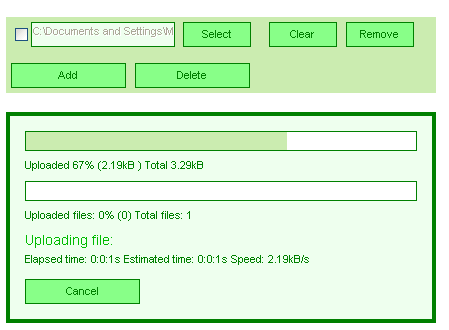 C:\Documents and Settings\M Select Clear Remove
Add Delete
Uploaded 67% (2.19kB ) Total 3.29kB
Uploaded files: 0% (0) Total files: 1
Uploading file:
Elapsed time: 0:0:1s Estimated time: 0:0:1s Speed: 2.19kB/s
Cancel